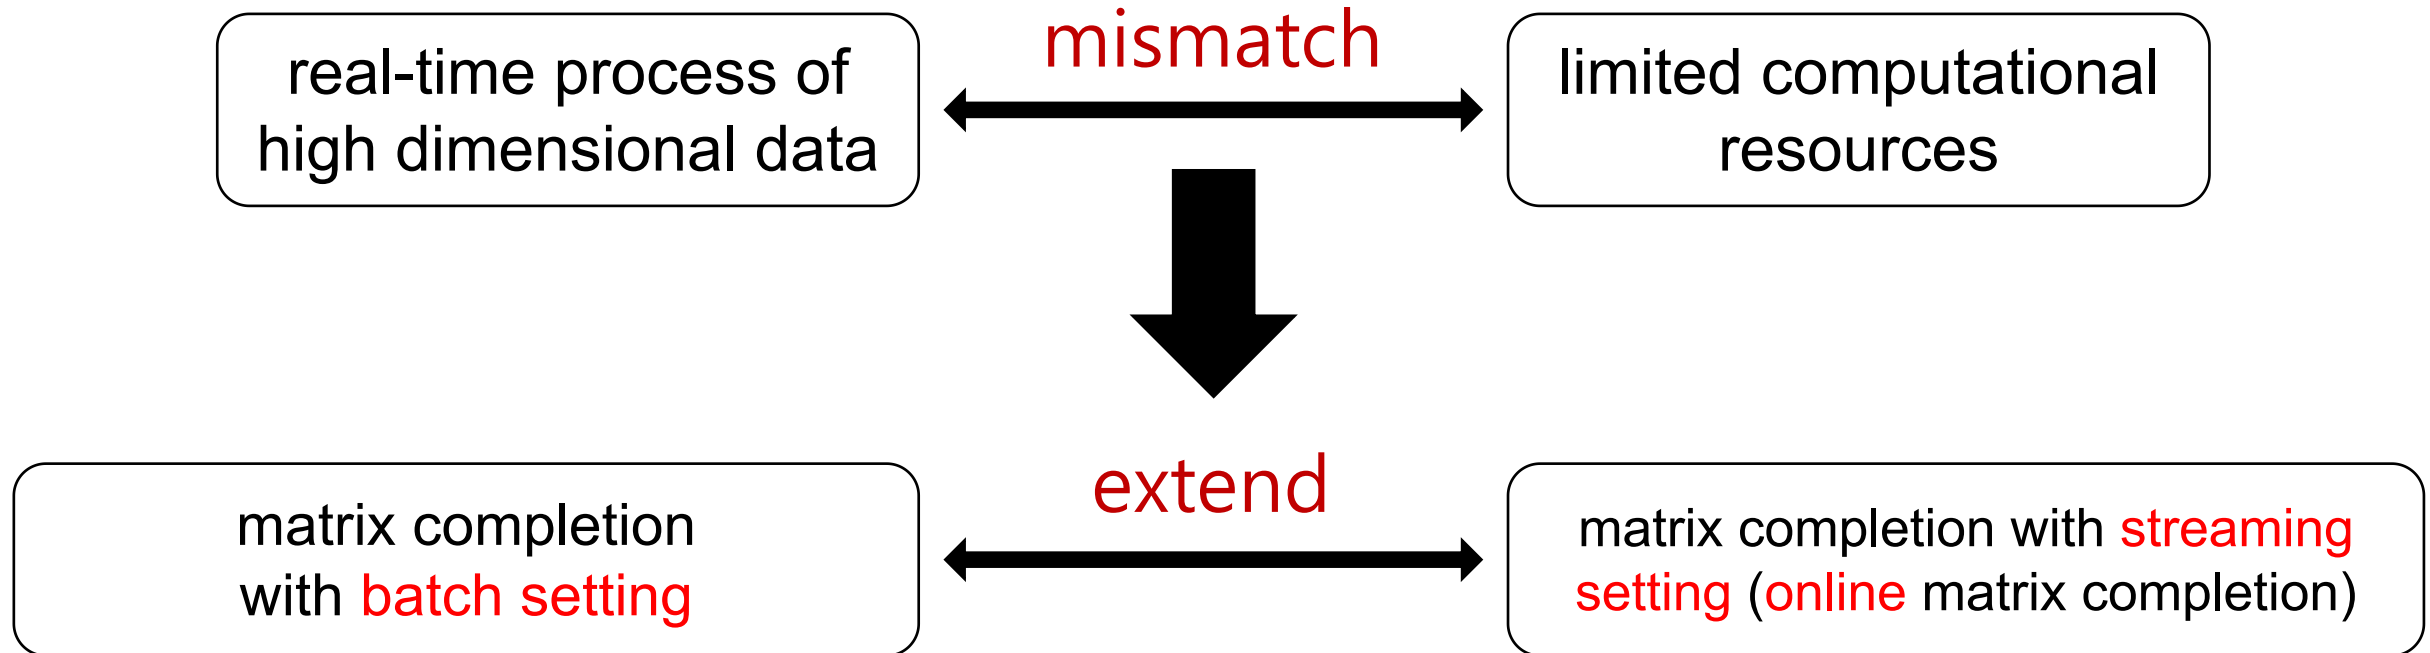 real-time process of
high dimensional data
mismatch
limited computational
resources
matrix completion
with batch setting
extend
matrix completion with streaming
setting (online matrix completion)